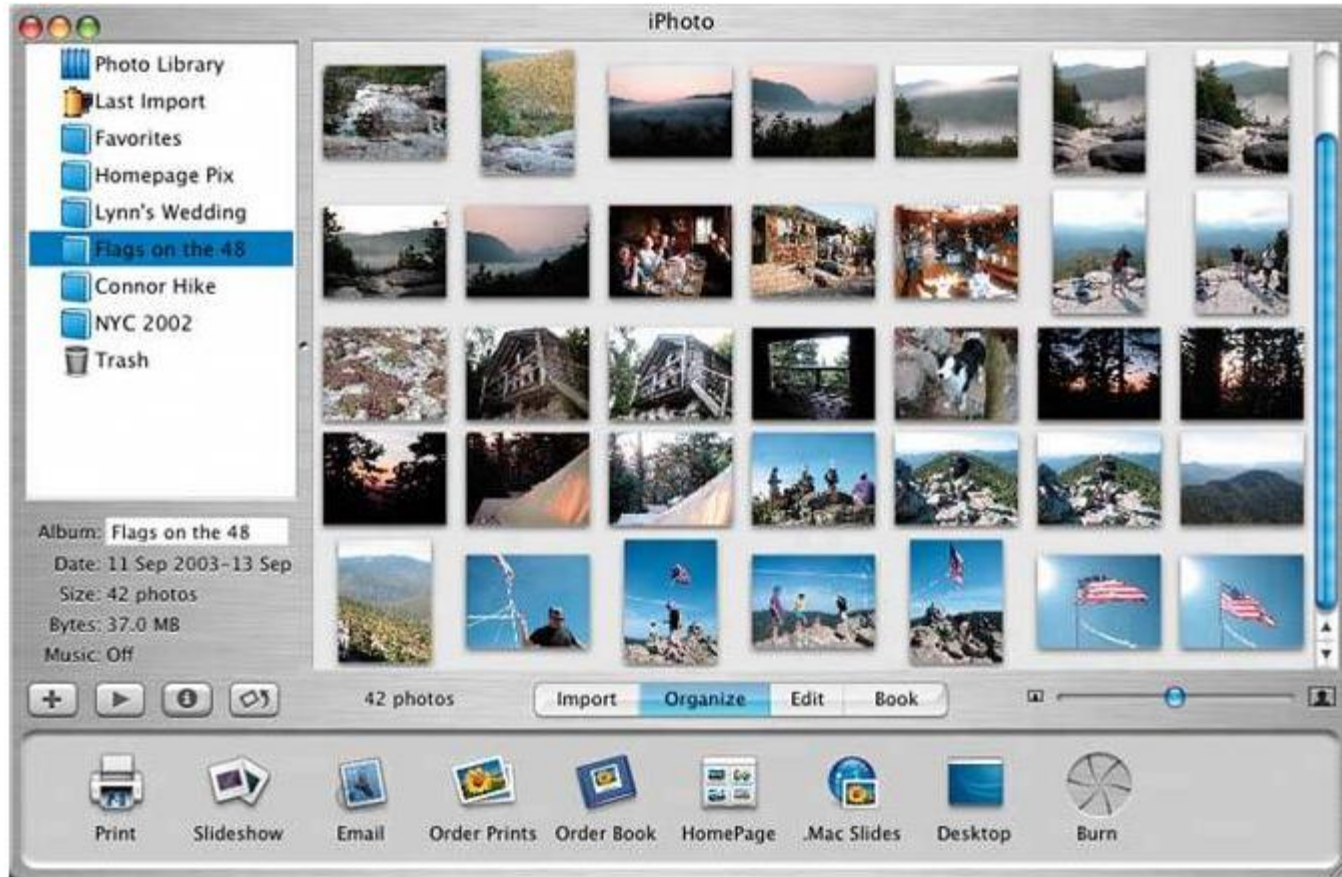 iPhoto
Photo Library
Last Import
Favorites
Homepage Pix
Lynn's Wedding
Flags on the 48
Connor Hike
NYC 2002
Trash
Album: Flags on the 48
Date: 11 Sep 2003-13 Sep
Size: 42 photos
Bytes: 37.0 MB
Music: Off
42 photos
Import Organize Edit Book
Print Slideshow Email Order Prints Order Book HomePage .Mac Slides Desktop Burn